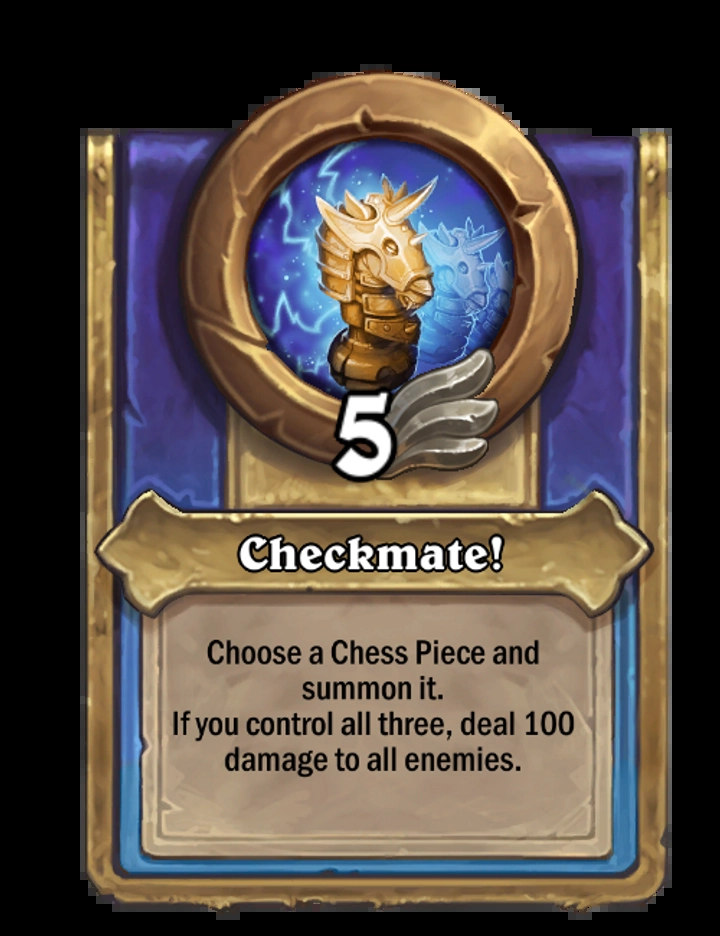 5
Checkmate!
Choose a Chess Piece and
summon it.
If you control all three, deal 100
damage to all enemies.